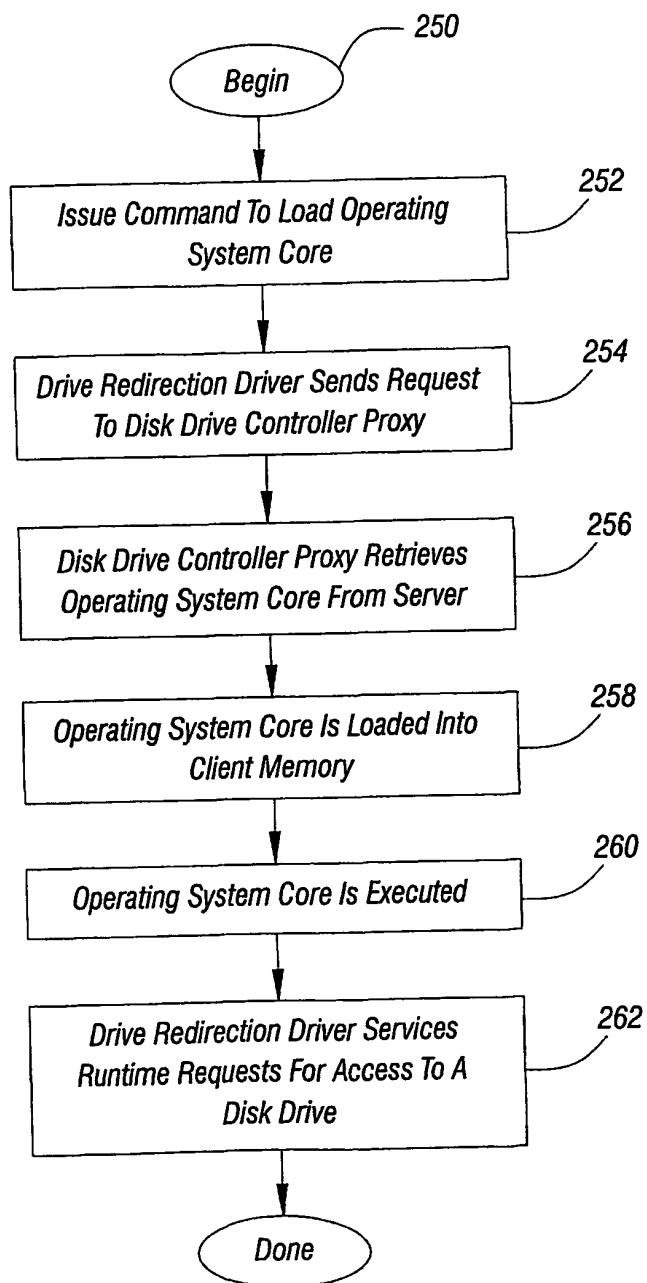 250
Begin
252
Issue Command To Load Operating
System Core
254
Drive Redirection Driver Sends Request
To Disk Drive Controller Proxy
256
Disk Drive Controller Proxy Retrieves
Operating System Core From Server
258
Operating System Core Is Loaded Into
Client Memory
260
Operating System Core Is Executed
262
Drive Redirection Driver Services
Runtime Requests For Access To A
Disk Drive
Done